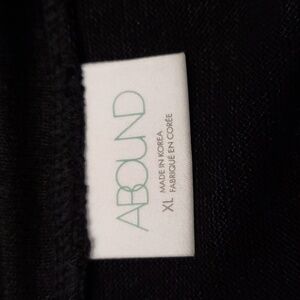 ABOUND
MADE IN KOREA
XL FABRIQUÉ EN CORÉE